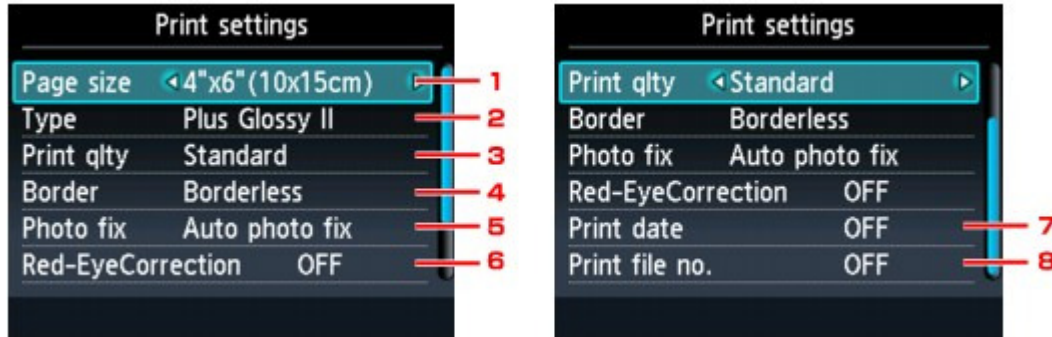 Print settings
Page size 4"x6"(10x15cm) 1
Type Plus Glossy II 2
Print qlty Standard 3
Border Borderless 4
Photo fix Auto photo fix 5
Red-EyeCorrection OFF 6
Print settings
Print qlty Standard
Border Borderless
Photo fix Auto photo fix
Red-EyeCorrection OFF
Print date OFF 7
Print file no. OFF 8